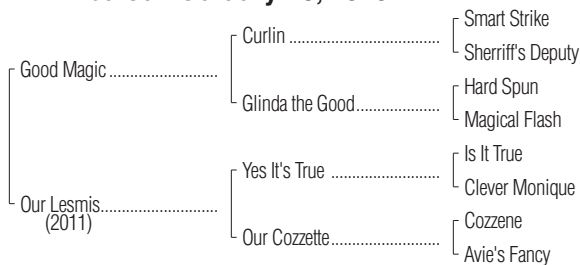 Smart Strike
Curlin
Sherriff's Deputy
Good Magic
Hard Spun
Glinda the Good
Magical Flash
Is It True
Yes It's True
Clever Monique
Our Lesmis
(2011)
Cozzene
Our Cozzette
Avie's Fancy